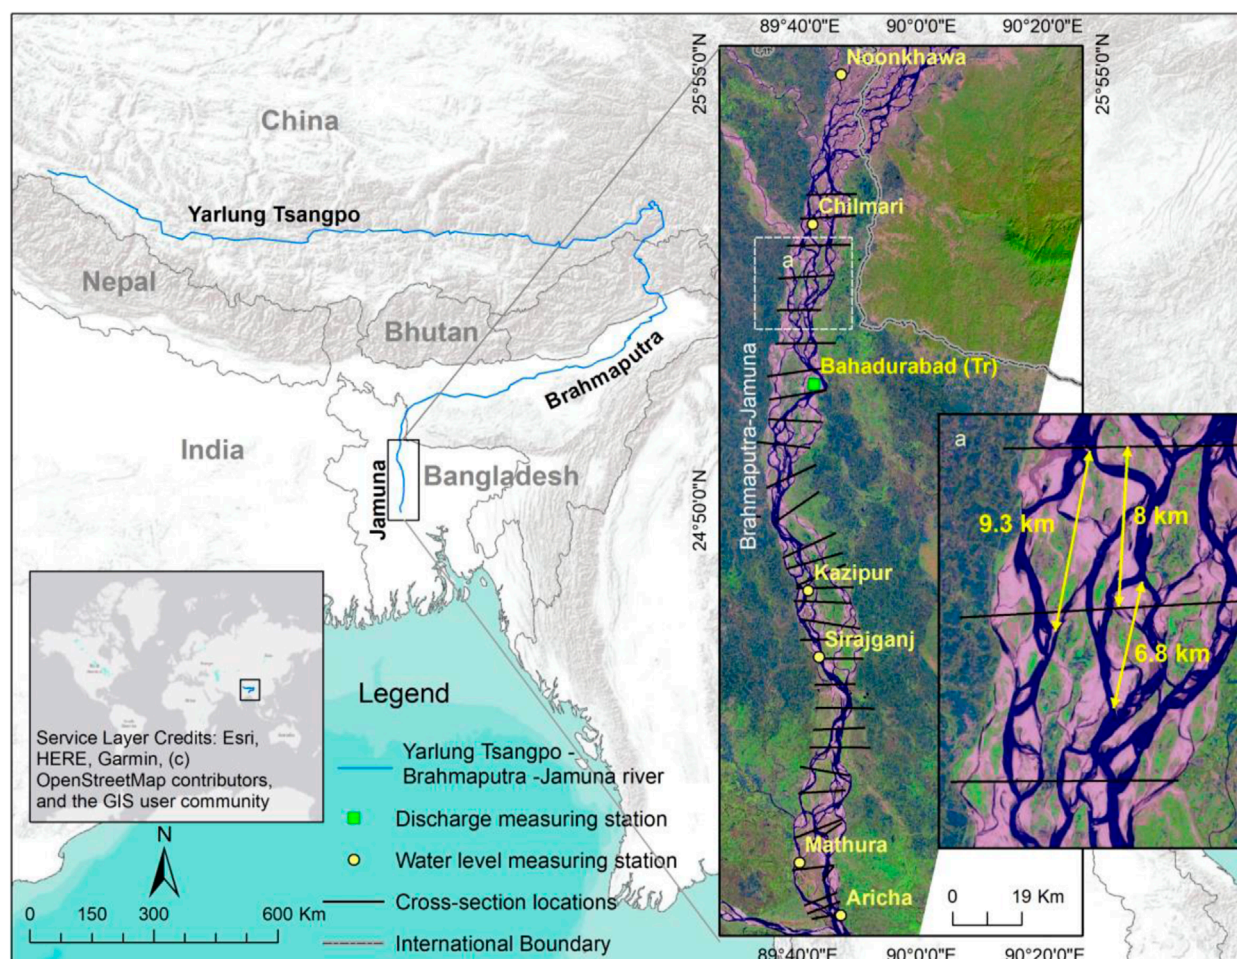 89°40'0"E
90°0'0"E
90°20'0"E
25°55'0"N
25°55'0"N
Noonkhawa
China
Yarlung Tsangpo
Chilmari
Nepal
a
Bhutan
Brahmaputra
Bahadurabad (Tr)
Brahmaputra-Jamuna
India
Bangladesh
Jamuna
24°50'0"N
a
9.3 km
8 km
6.8 km
Kazipur
Sirajganj
Mathura
Aricha
0 19 Km
Service Layer Credits: Esri,
HERE, Garmin, (c)
OpenStreetMap contributors,
and the GIS user community
N
0 150 300 600 Km
Legend
Yarlung Tsangpo -
Brahmaputra -Jamuna river
Discharge measuring station
Water level measuring station
Cross-section locations
International Boundary
89°40'0"E
90°0'0"E
90°20'0"E